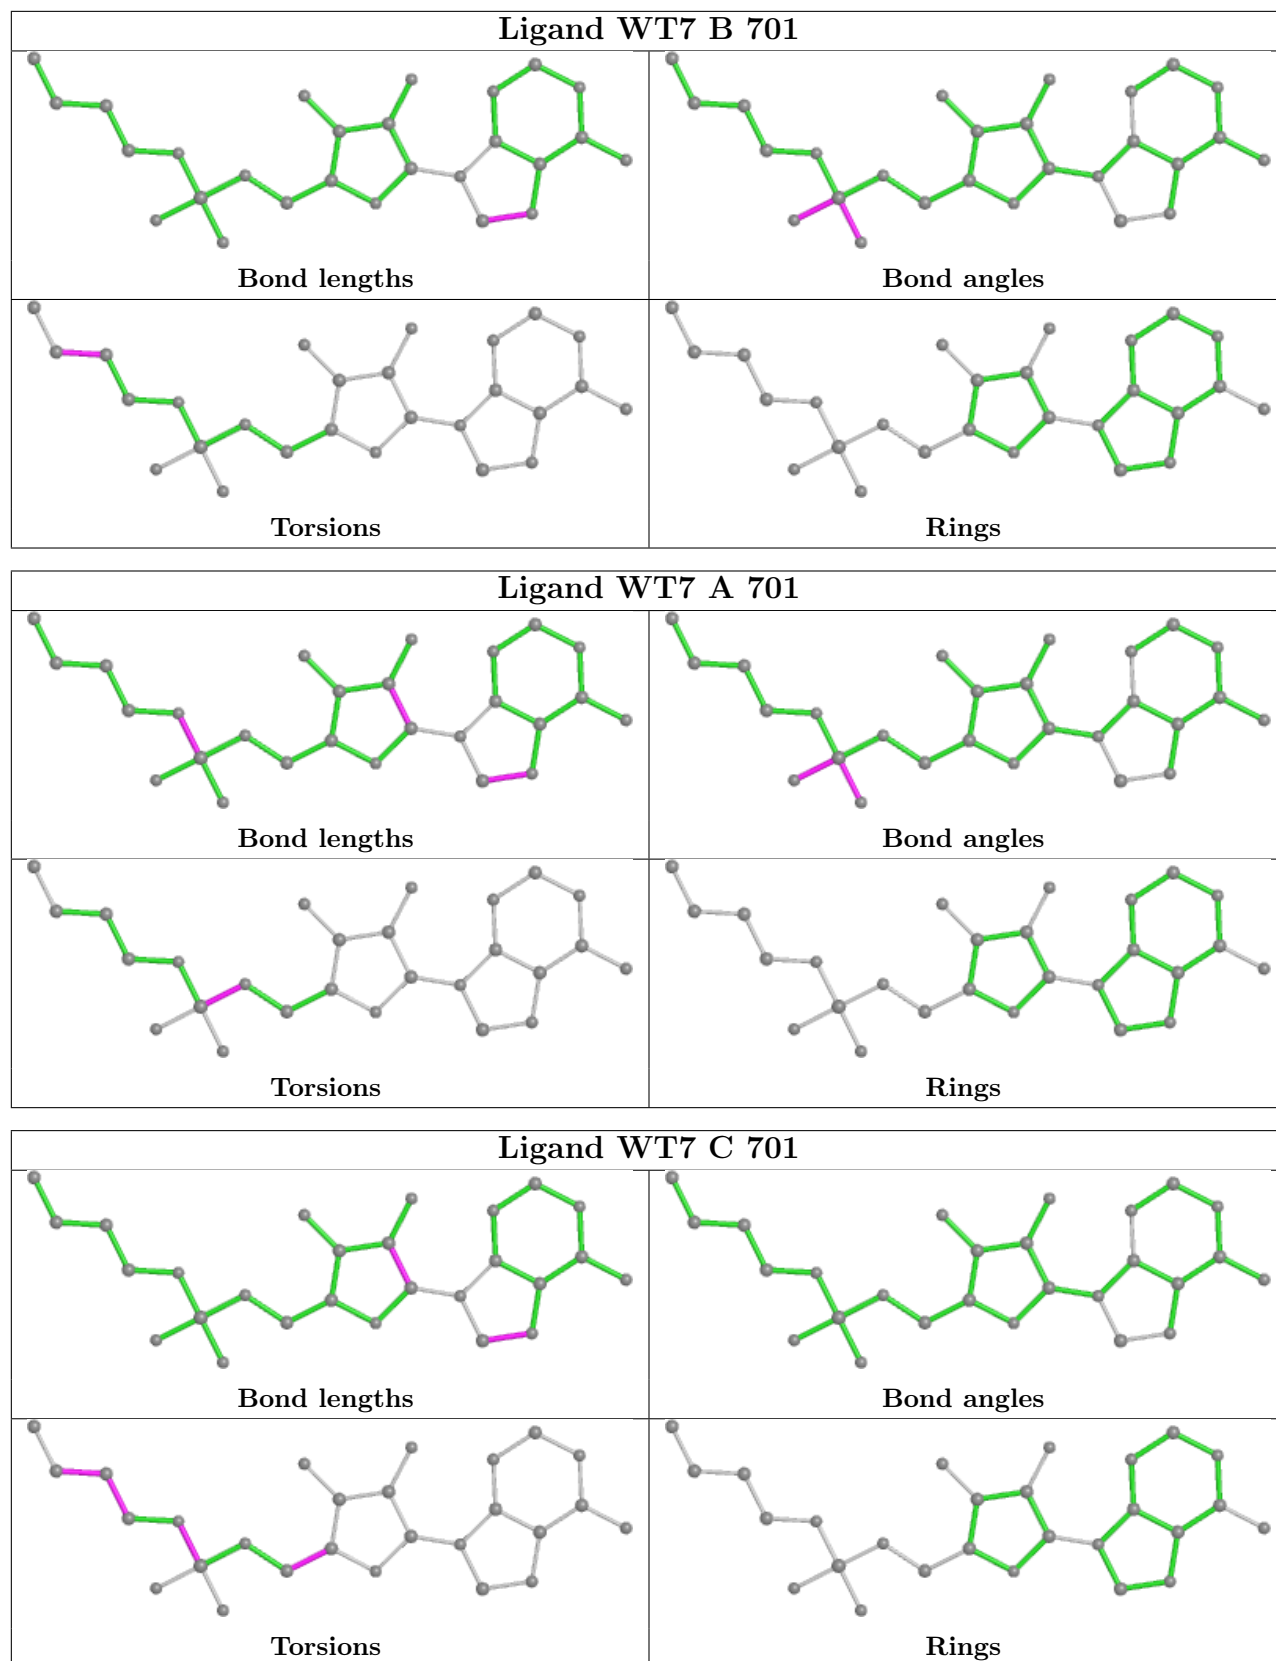 Ligand WT7 B 701
Bond lengths
Bond angles
Torsions
Rings
Ligand WT7 A 701
Bond lengths
Bond angles
Torsions
Rings
Ligand WT7 C 701
Bond lengths
Bond angles
Torsions
Rings